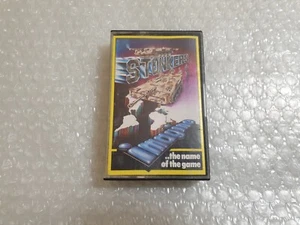 STONKERS
...the name
of the game